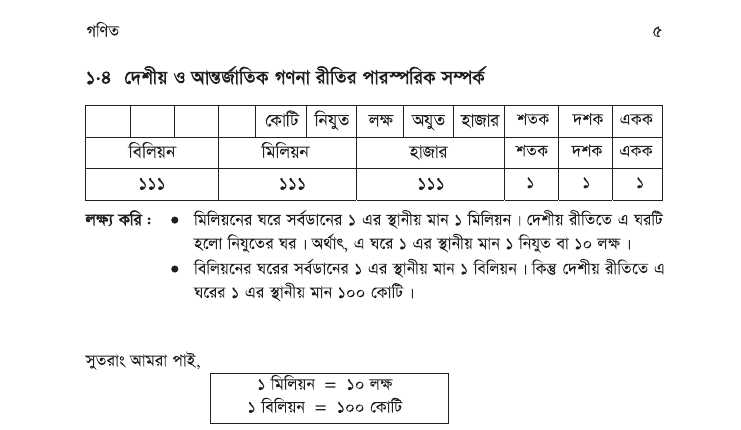 গণিত ৫
১·৪ দেশীয় ও আন্তর্জাতিক গণনা রীতির পারস্পরিক সম্পর্ক
কোটি নিযুত লক্ষ অযুত হাজার শতক দশক একক
বিলিয়ন মিলিয়ন হাজার শতক দশক একক
১১১ ১১১ ১১১ ১ ১ ১
লক্ষ্য করি : ● মিলিয়নের ঘরে সর্বডানের ১ এর স্থানীয় মান ১ মিলিয়ন। দেশীয় রীতিতে এ ঘরটি
হলো নিযুতের ঘর। অর্থাৎ, এ ঘরে ১ এর স্থানীয় মান ১ নিযুত বা ১০ লক্ষ।
● বিলিয়নের ঘরের সর্বডানের ১ এর স্থানীয় মান ১ বিলিয়ন। কিন্তু দেশীয় রীতিতে এ
ঘরের ১ এর স্থানীয় মান ১০০ কোটি।
সুতরাং আমরা পাই,
১ মিলিয়ন = ১০ লক্ষ
১ বিলিয়ন = ১০০ কোটি